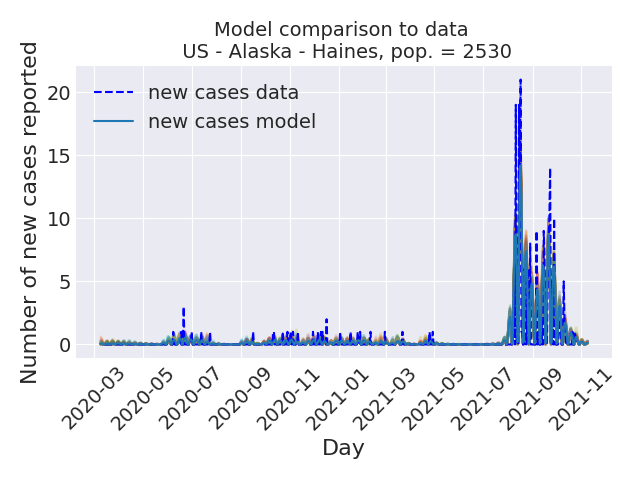 Model comparison to data
US - Alaska - Haines, pop. = 2530
Number of new cases reported
20
15
10
5
0
new cases data
new cases model
2020-03
2020-05
2020-07
2020-09
2020-11
2021-01
2021-03
2021-05
2021-07
2021-09
2021-11
Day